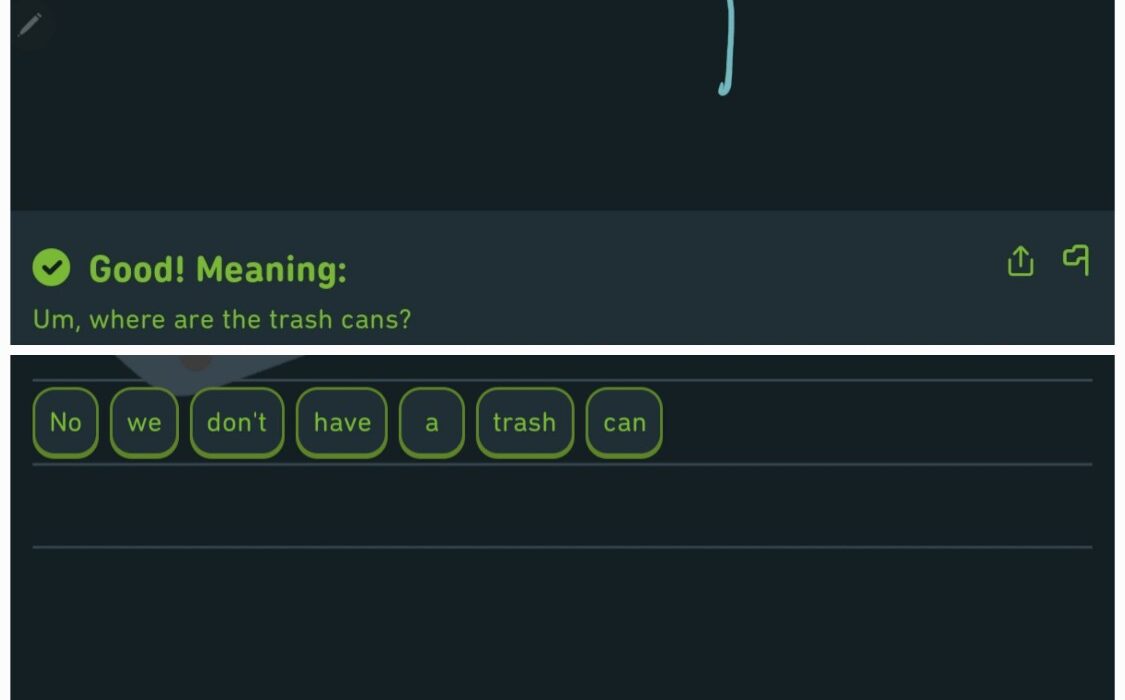 Good! Meaning:
Um, where are the trash cans?
No we don't have a trash can